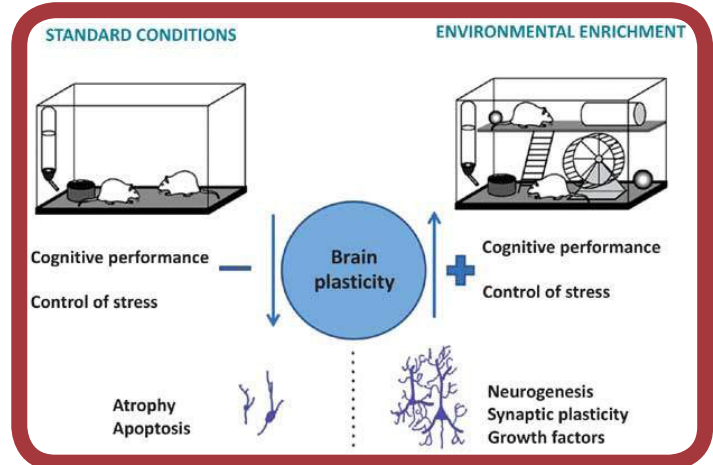 STANDARD CONDITIONS
ENVIRONMENTAL ENRICHMENT
Cognitive performance
Control of stress
Brain
plasticity
Cognitive performance
Control of stress
Atrophy
Apoptosis
Neurogenesis
Synaptic plasticity
Growth factors